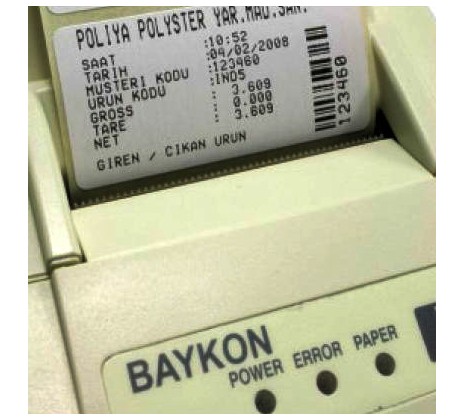 POLIYA POLYSTER YAR.MAD.SAN.
SAAT :10:52
TARIH :04/02/2008
MUSTERI KODU :123460
URUN KODU :IND5
GROSS : 3.609
TARE : 0.000
NET : 3.609
GIREN / CIKAN URUN
123460
BAYKON
POWER ERROR PAPER